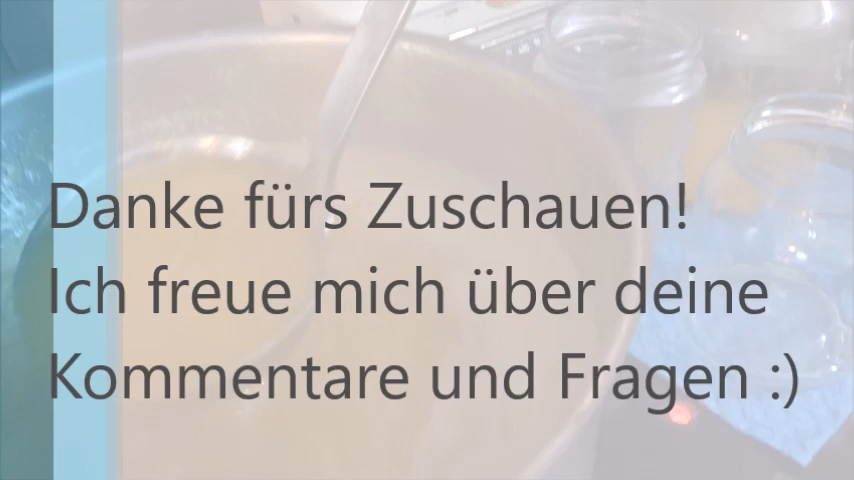 Danke fürs Zuschauen!
Ich freue mich über deine
Kommentare und Fragen :)